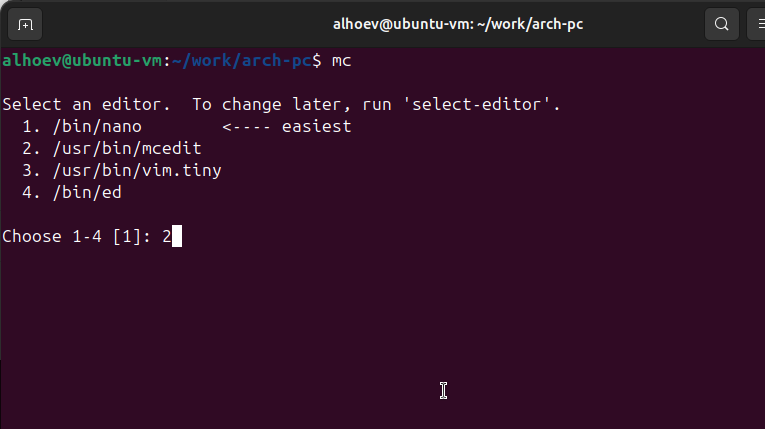 alhoev@ubuntu-vm: ~/work/arch-pc
alhoev@ubuntu-vm:~/work/arch-pc$ mc
Select an editor.  To change later, run 'select-editor'.
  1. /bin/nano        <---- easiest
  2. /usr/bin/mcedit
  3. /usr/bin/vim.tiny
  4. /bin/ed
Choose 1-4 [1]: 2